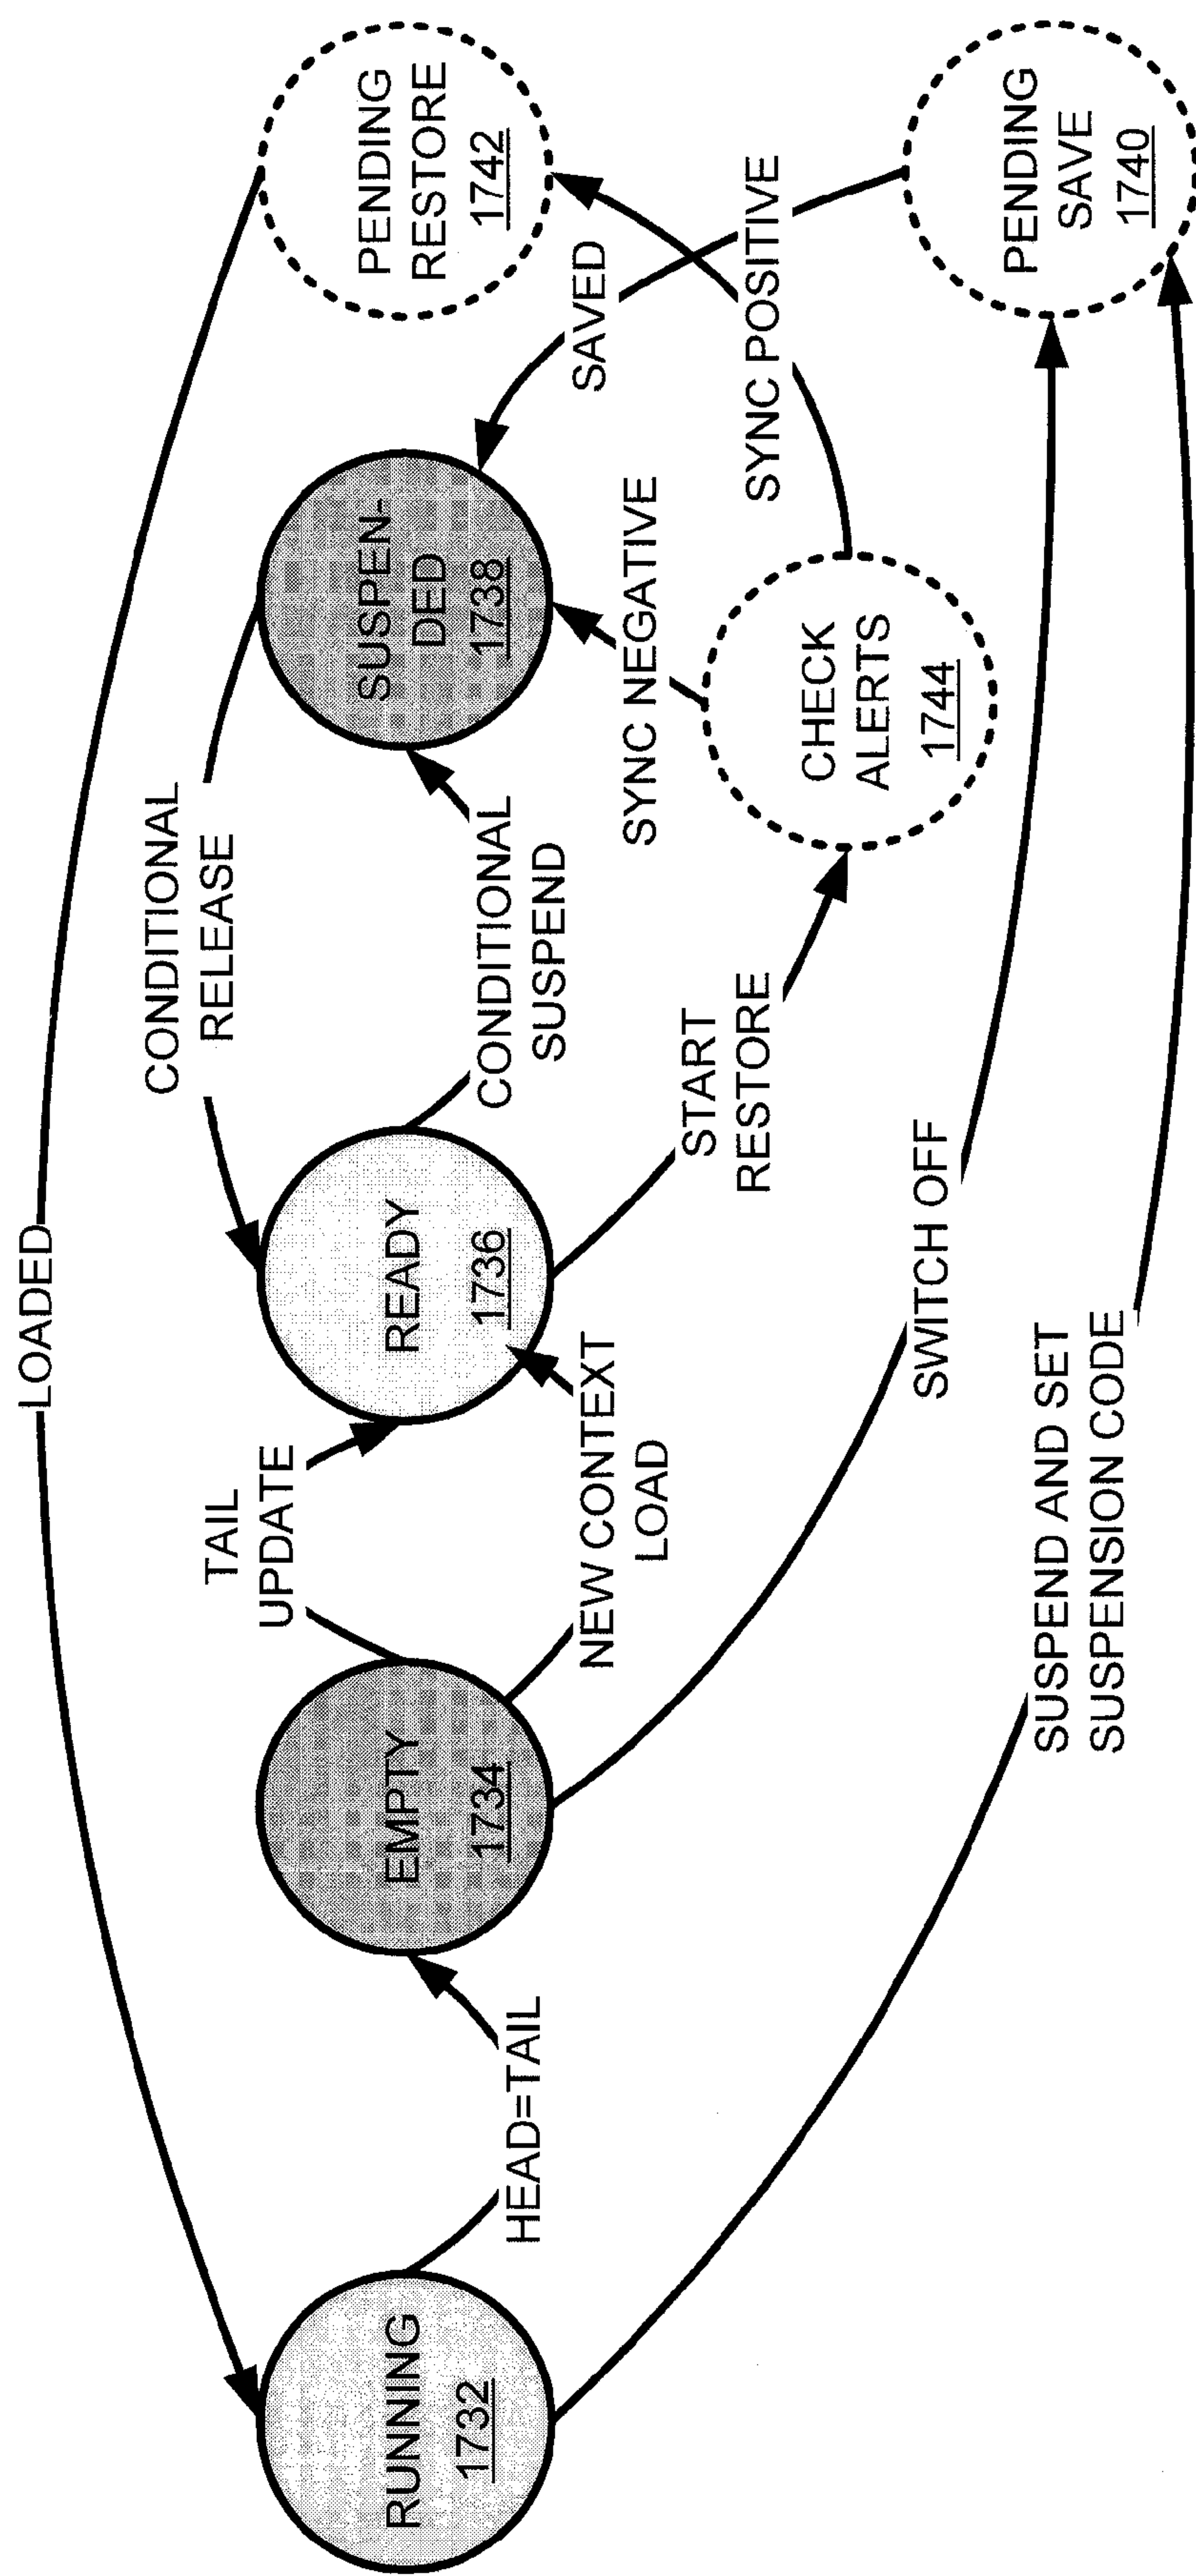 LOADED
CONDITIONAL
RELEASE
TAIL
UPDATE
RUNNING
1732
EMPTY
1734
READY
1736
SUSPEN-
DED
1738
PENDING
RESTORE
1742
HEAD=TAIL
NEW CONTEXT
LOAD
CONDITIONAL
SUSPEND
SAVED
START
RESTORE
SYNC NEGATIVE
SYNC POSITIVE
CHECK
ALERTS
1744
SWITCH OFF
SUSPEND AND SET
SUSPENSION CODE
PENDING
SAVE
1740